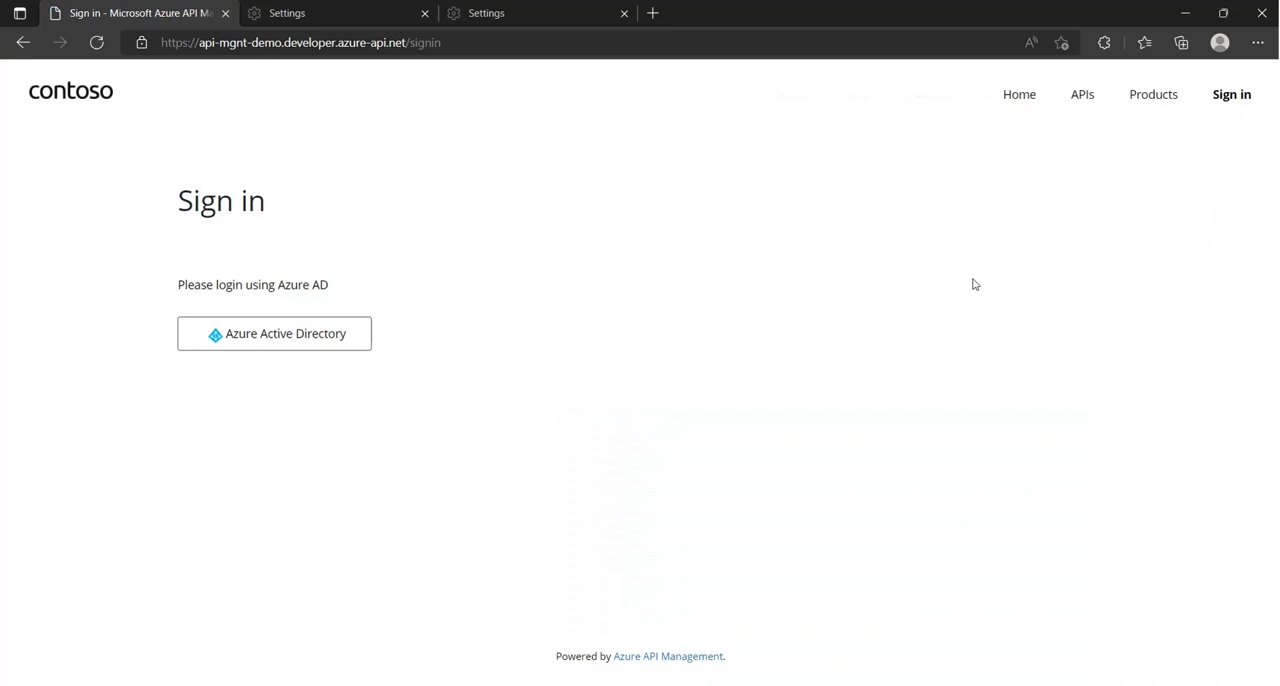 Sign in - Microsoft Azure API Ma
Settings
Settings
https://api-mgnt-demo.developer.azure-api.net/signin
contoso
Home
APIs
Products
Sign in
Sign in
Please login using Azure AD
Azure Active Directory
Powered by Azure API Management.